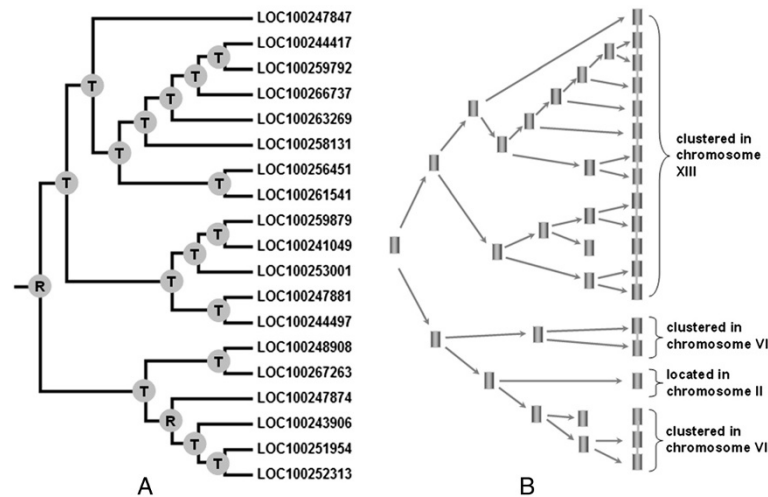 LOC100247847
LOC100244417
T
LOC100259792
T
T
LOC100266737
T
LOC100263269
T
LOC100258131
T
LOC100256451
T
T
LOC100261541
LOC100259879
T
LOC100241049
T
LOC100253001
T
R
LOC100247881
T
LOC100244497
LOC100248908
T
LOC100267263
T
LOC100247874
R
LOC100243906
T
LOC100251954
T
LOC100252313
A
clustered in
chromosome
XIII
clustered in
chromosome VI
located in
chromosome II
clustered in
chromosome VI
B